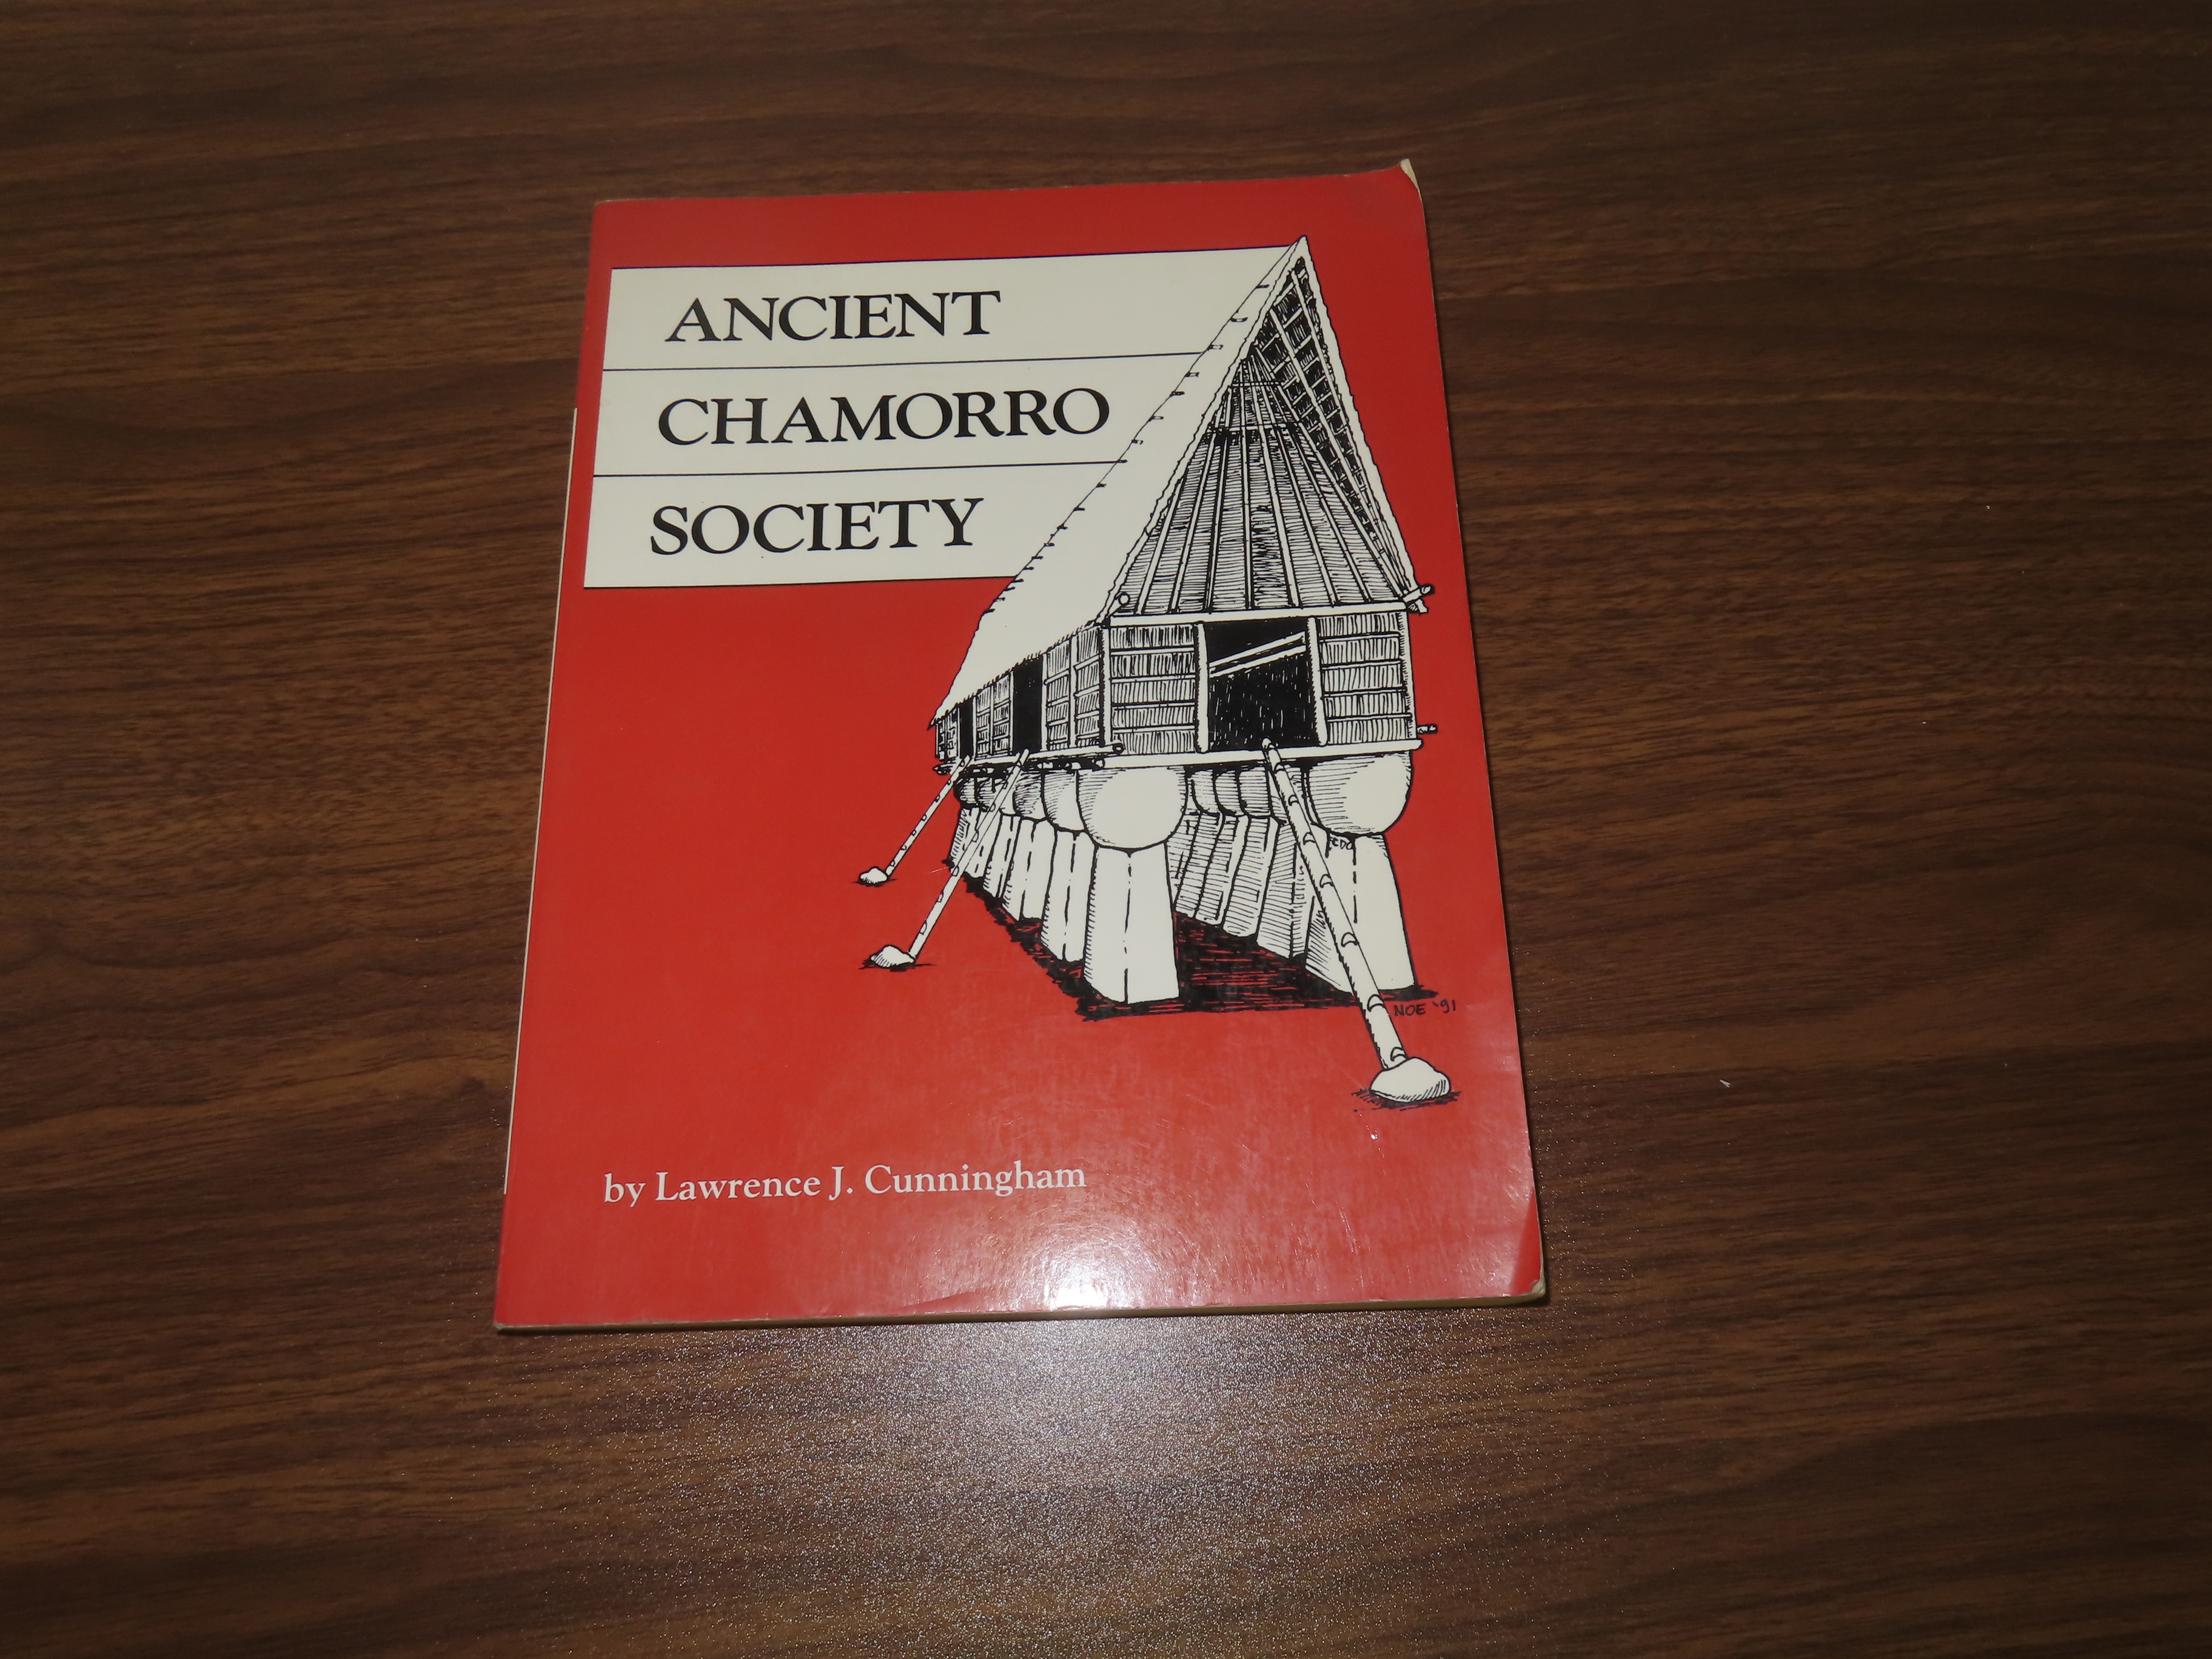 ANCIENT
CHAMORRO
SOCIETY
NOE '91
by Lawrence J. Cunningham